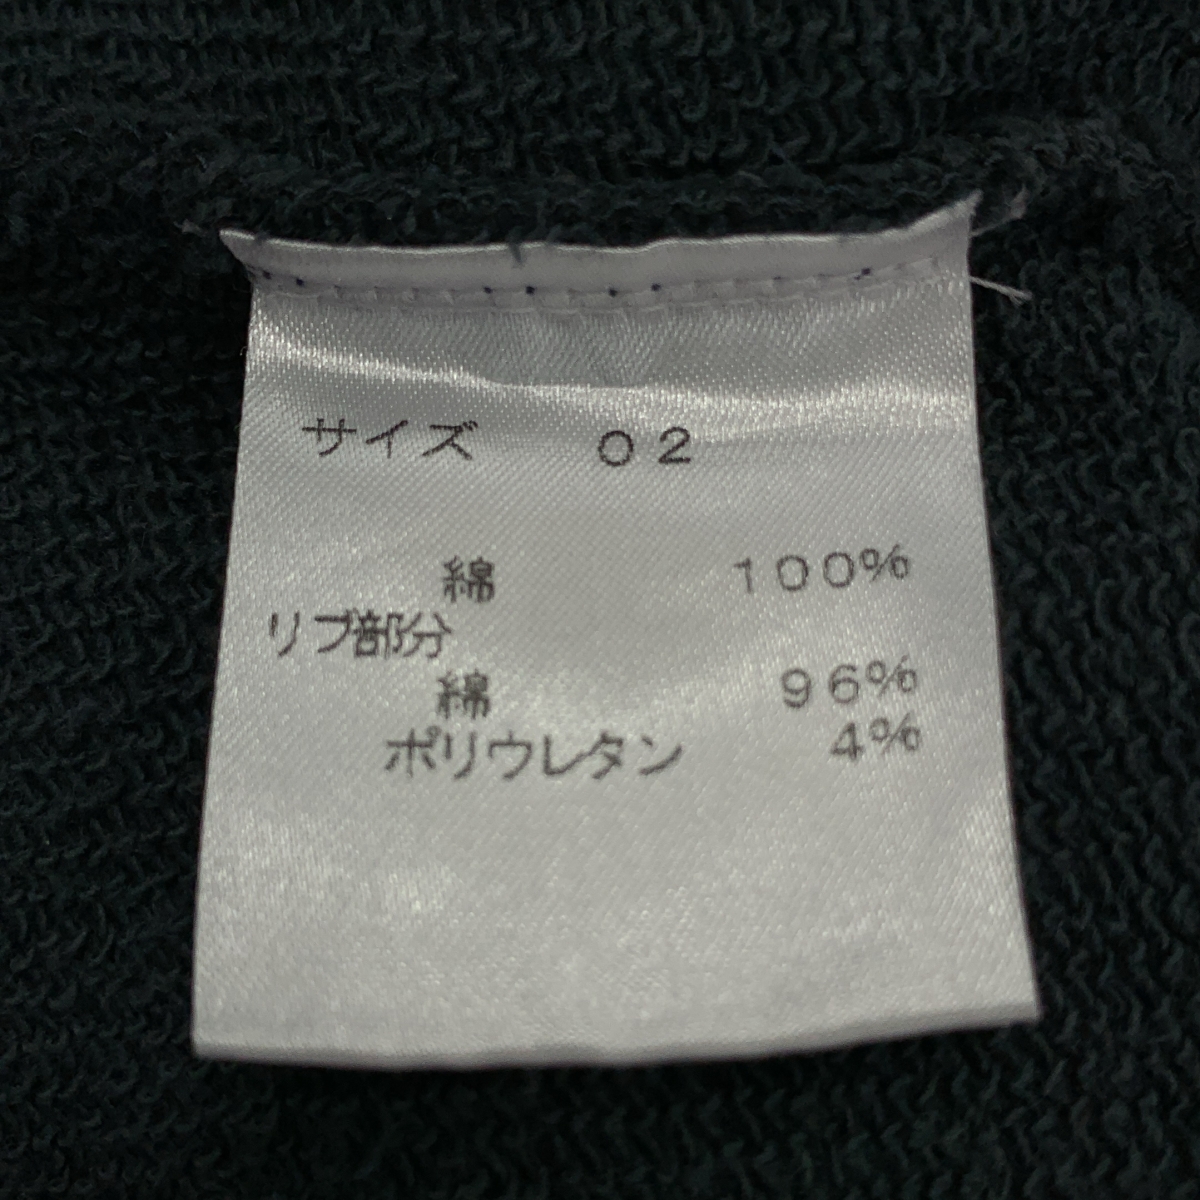 サイズ 02
綿 100%
リブ部分
綿 96%
ポリウレタン 4%